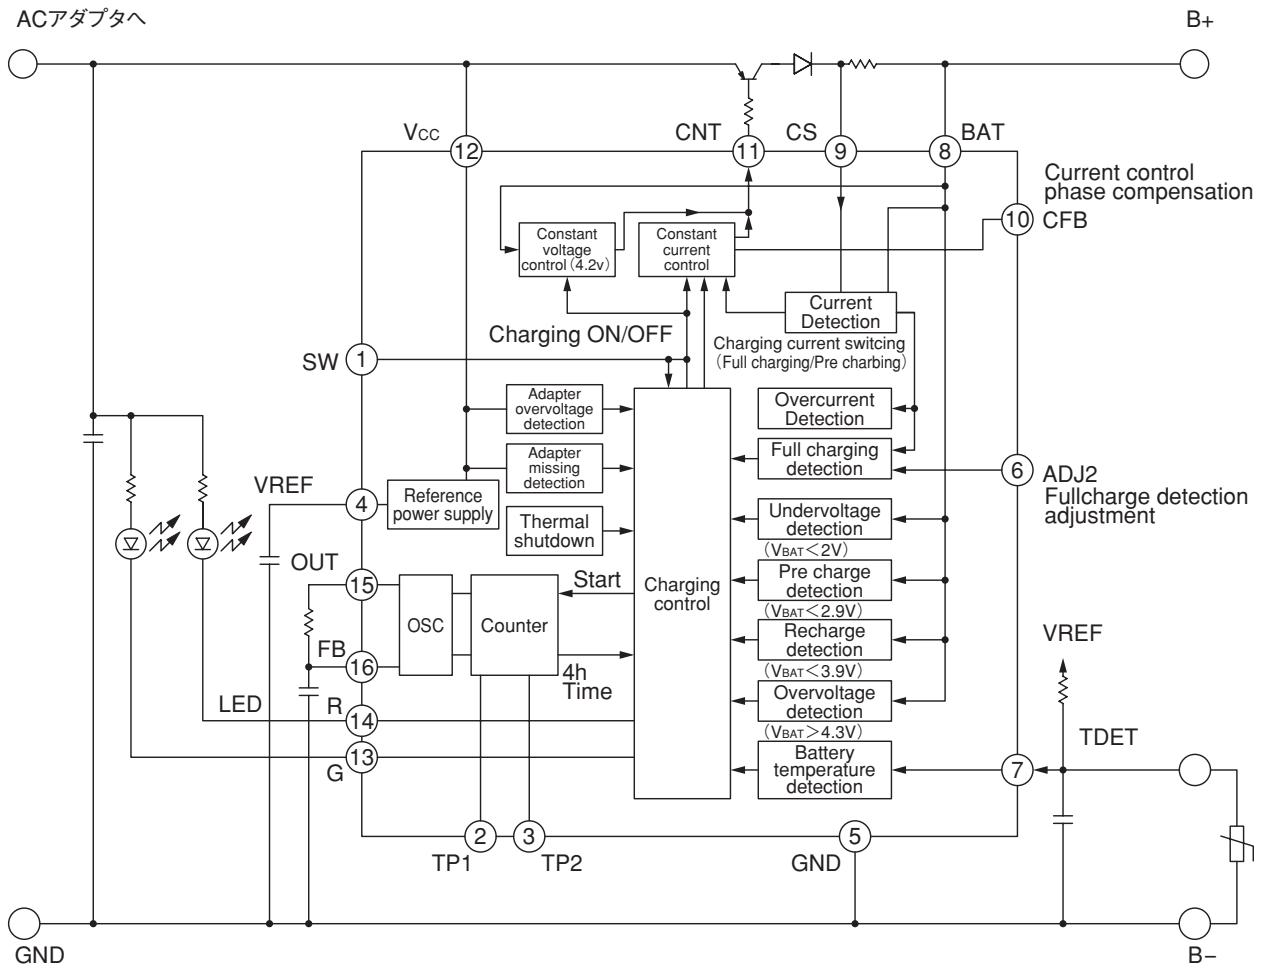 ACアダプタへ
B+
VCC
12
CNT
11
CS
9
8
BAT
Current control
phase compensation
10
CFB
Constant
voltage
control（4.2v）
Constant
current
control
Current
Detection
Charging ON/OFF
Charging current switcing
（Full charging/Pre charbing）
SW
1
Adapter
overvoltage
detection
Overcurrent
Detection
Adapter
missing
detection
Full charging
detection
6
ADJ2
Fullcharge detection
adjustment
VREF
4
Reference
power supply
Thermal
shutdown
Undervoltage
detection
（VBAT＜2V）
OUT
15
OSC
Counter
Start
Charging
control
Pre charge
detection
（VBAT＜2.9V）
FB
16
4h
Time
Recharge
detection
（VBAT＜3.9V）
VREF
LED
R
14
Overvoltage
detection
（VBAT＞4.3V）
TDET
G
13
Battery
temperature
detection
7
2
TP1
3
TP2
GND
5
GND
B−